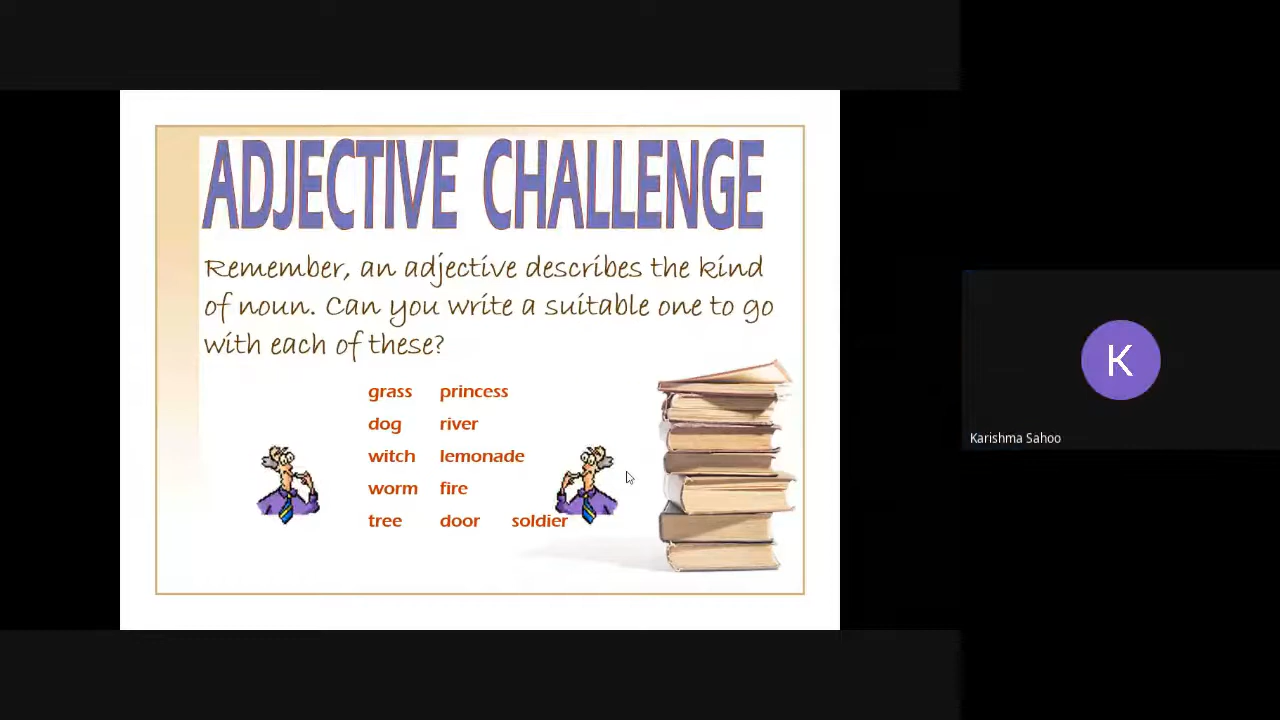 ADJECTIVE CHALLENGE
Remember, an adjective describes the kind
of noun. Can you write a suitable one to go
with each of these?
grass princess
dog river
witch lemonade
worm fire
tree door soldier
K
Karishma Sahoo